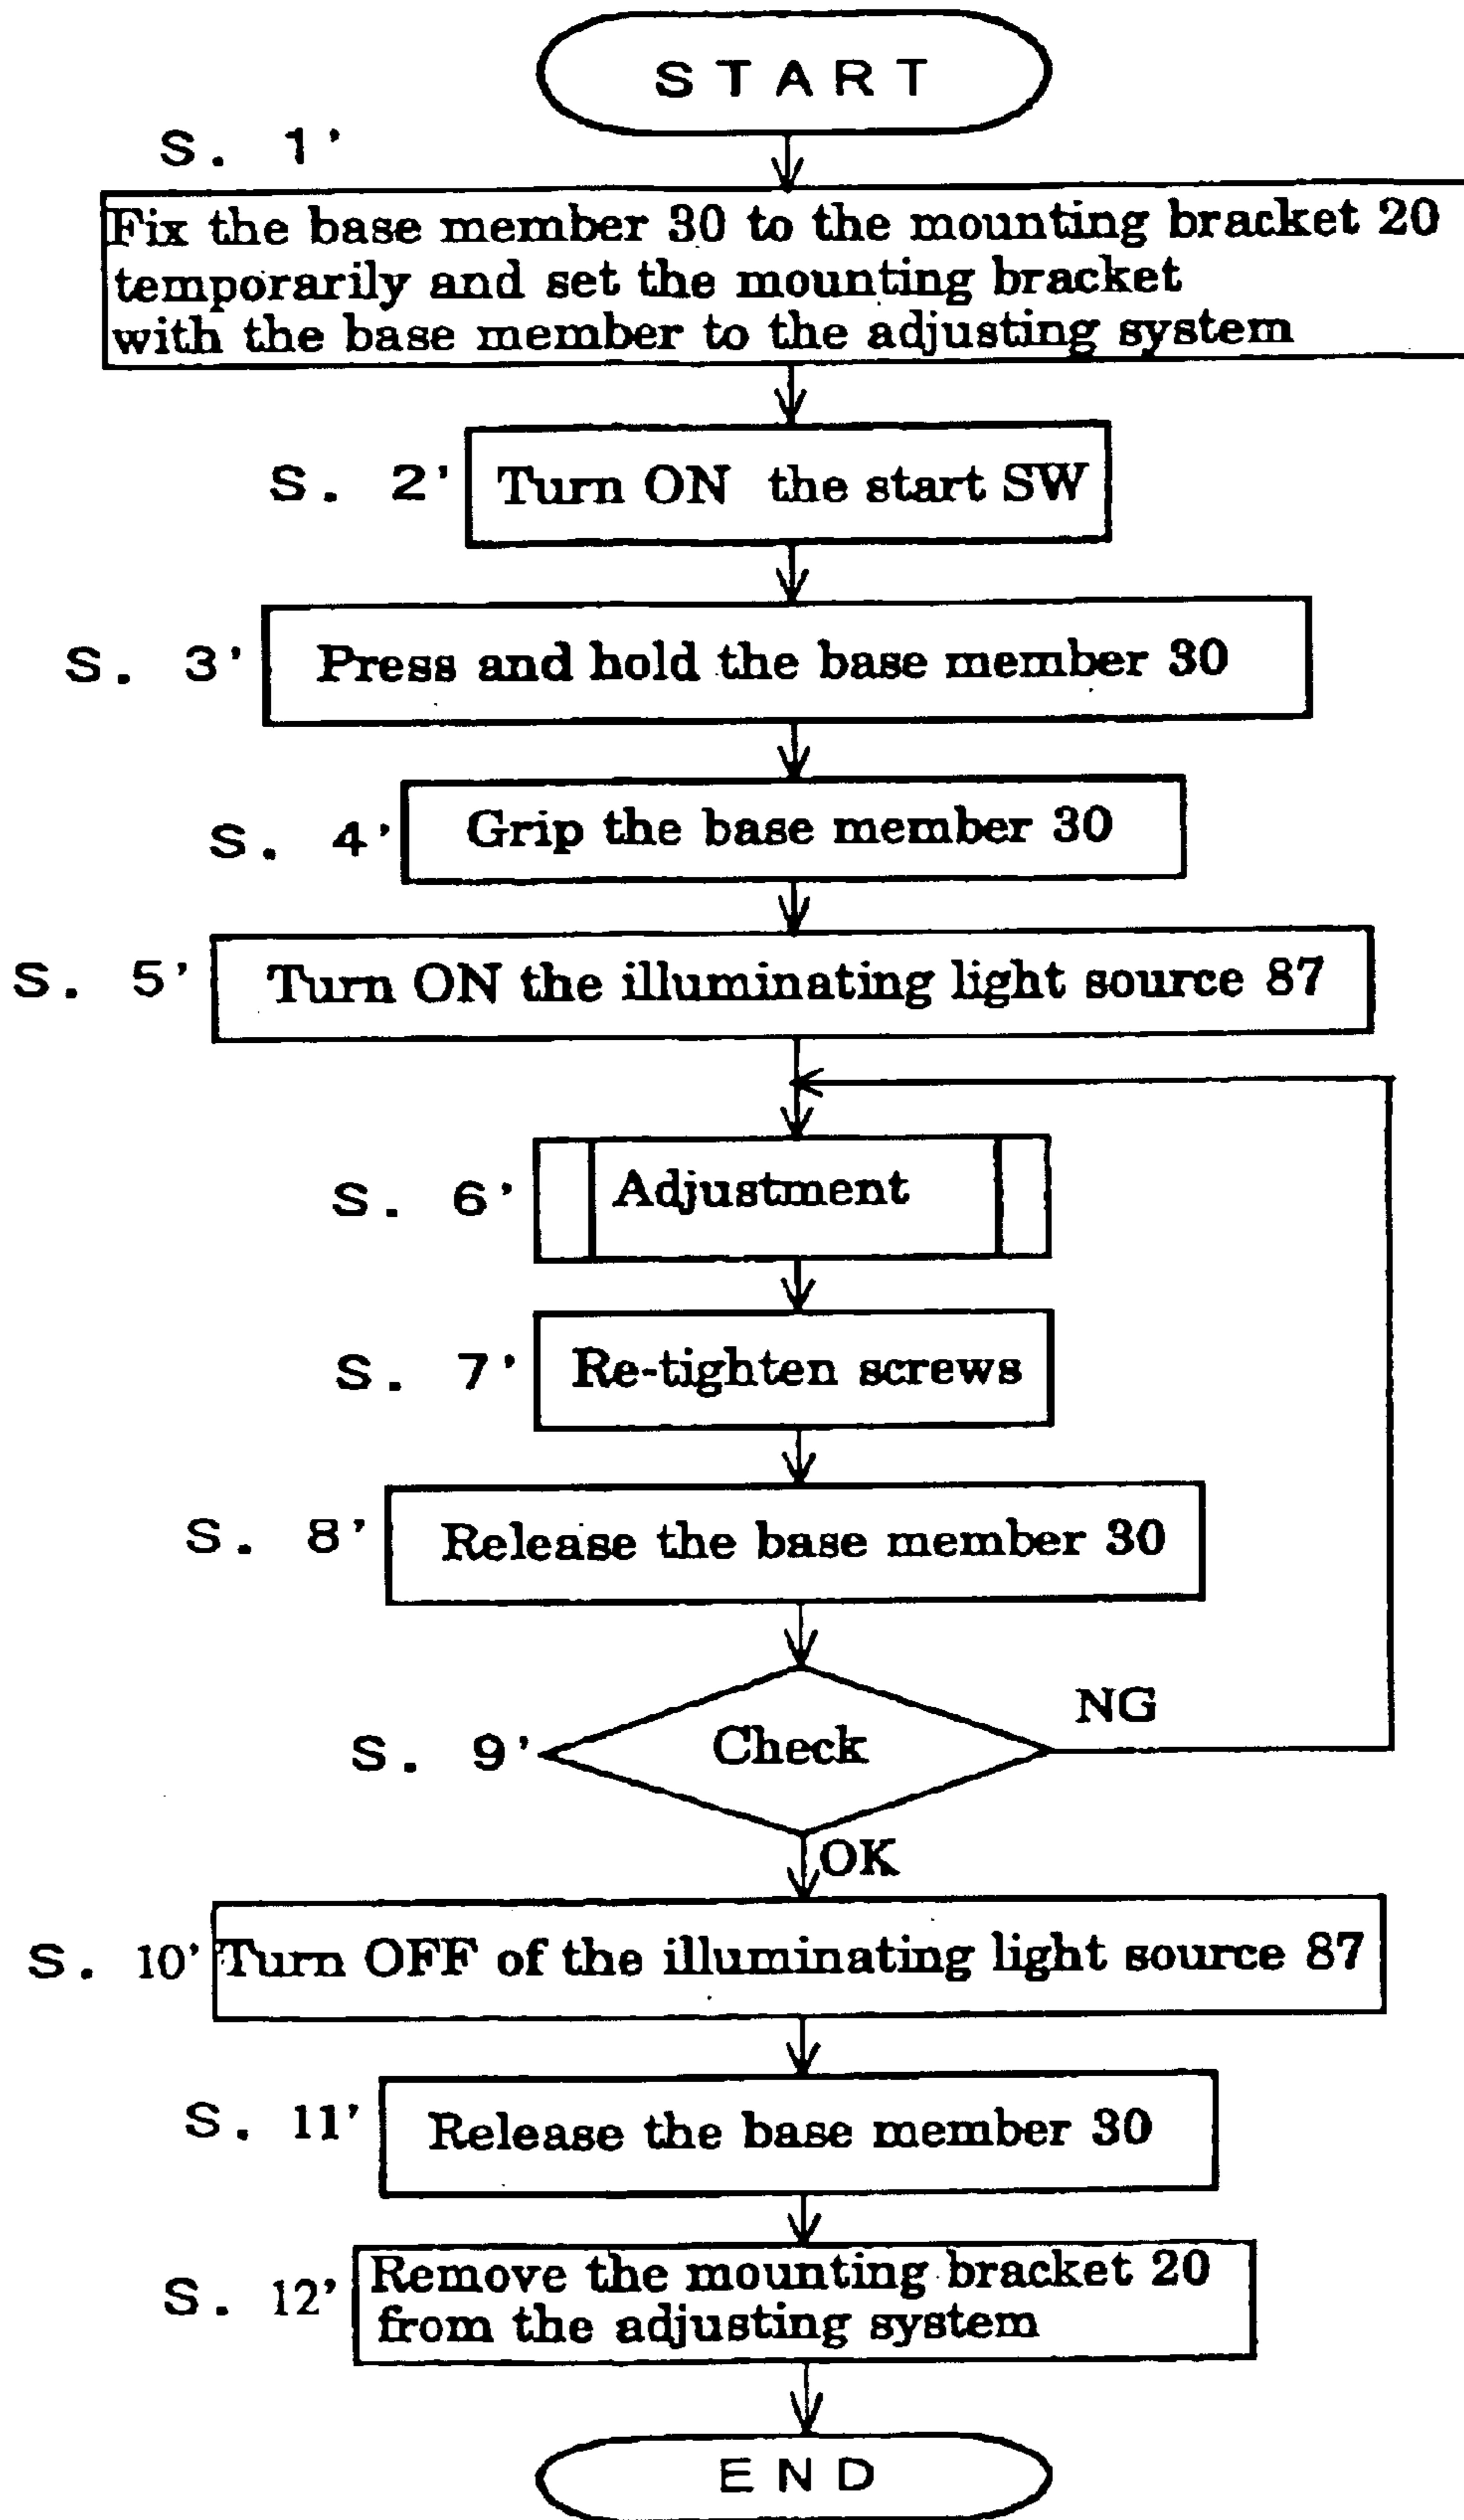 START
S. 1'
Fix the base member 30 to the mounting bracket 20
temporarily and set the mounting bracket
with the base member to the adjusting system
S. 2' Turn ON the start SW
S. 3' Press and hold the base member 30
S. 4' Grip the base member 30
S. 5' Turn ON the illuminating light source 87
S. 6' Adjustment
S. 7' Re-tighten screws
S. 8' Release the base member 30
NG
S. 9' Check
OK
S. 10' Turn OFF of the illuminating light source 87
S. 11' Release the base member 30
S. 12' Remove the mounting bracket 20
from the adjusting system
END